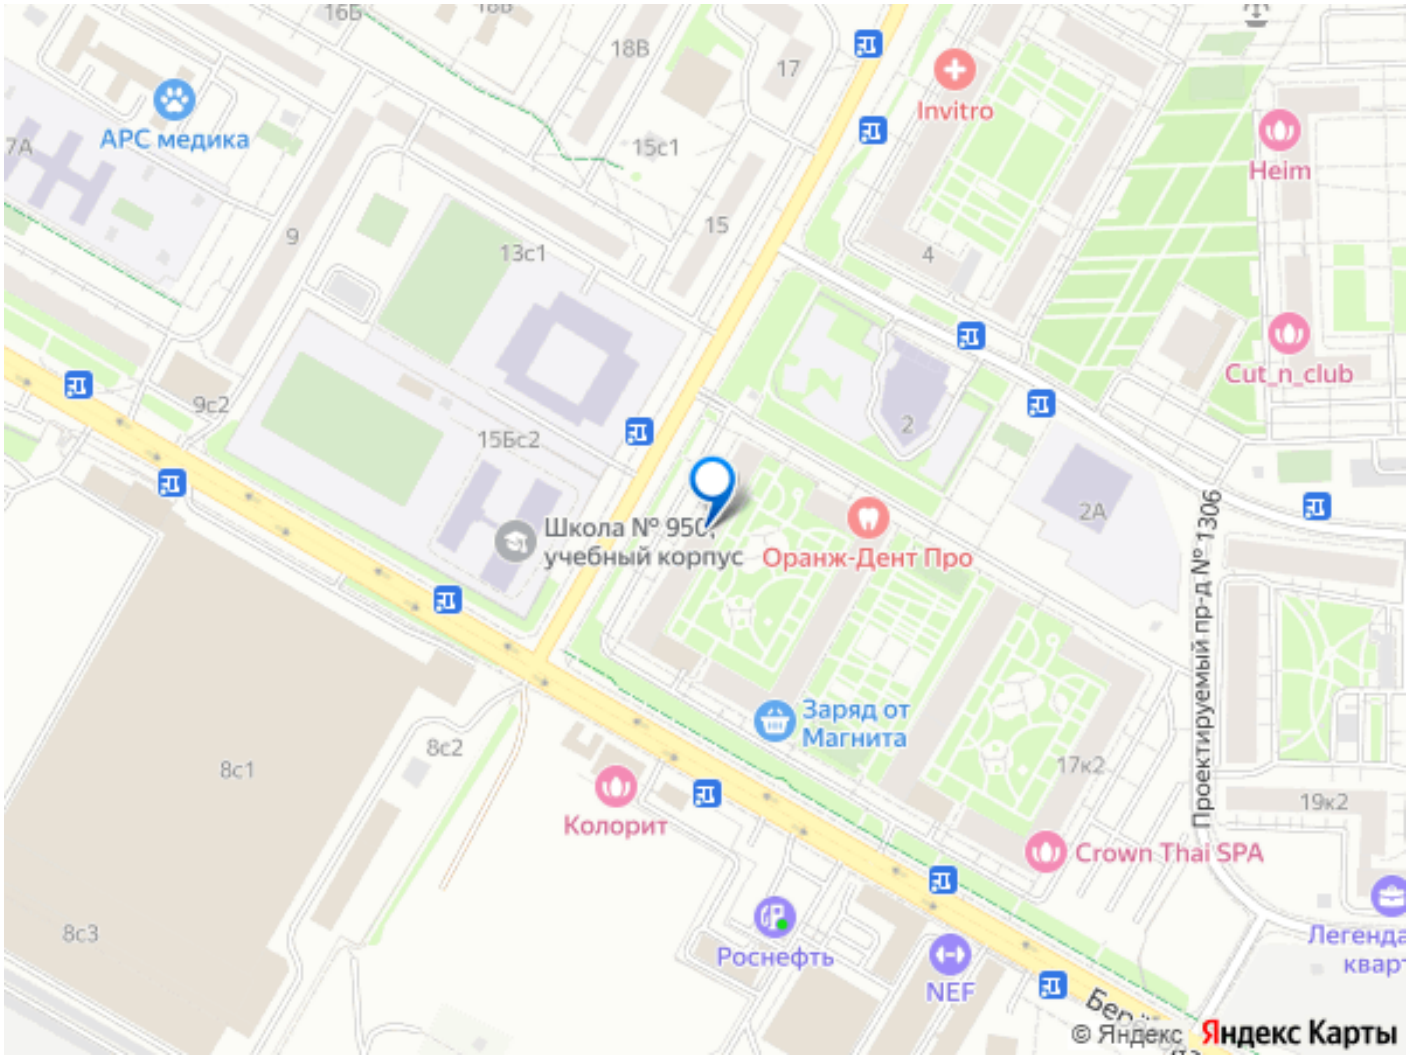 16Б
18В
17
Invitro
АРС медика
7А
15с1
Heim
9
15
13с1
4
Cut_n_club
9с2
15Бс2
2
2А
Школа № 950,
учебный корпус
Оранж-Дент Про
Проектируемый пр-д № 1306
Заряд от
Магнита
8с2
8с1
17к2
19к2
Колорит
Crown Thai SPA
8с3
Роснефть
NEF
Легенда
кварт
© Яндекс Яндекс Карты